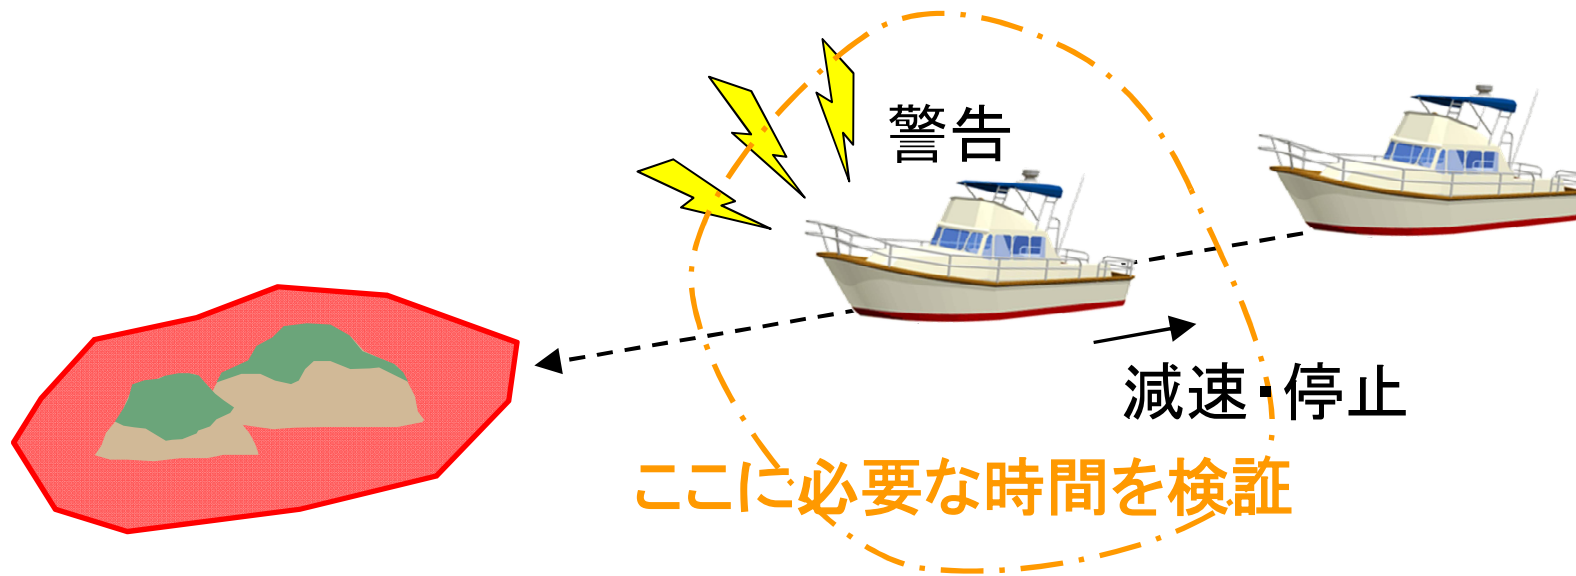 警告
減速・停止
ここに必要な時間を検証